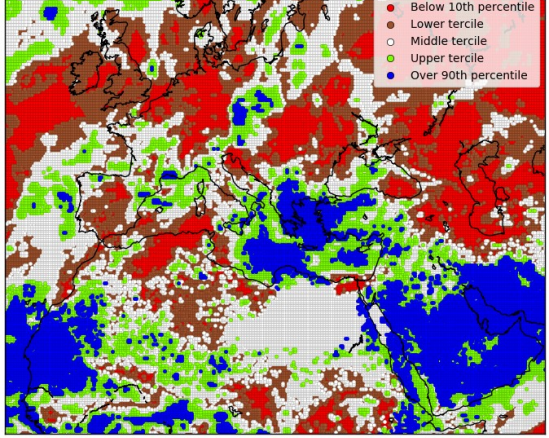 Below 10th percentile
Lower tercile
Middle tercile
Upper tercile
Over 90th percentile